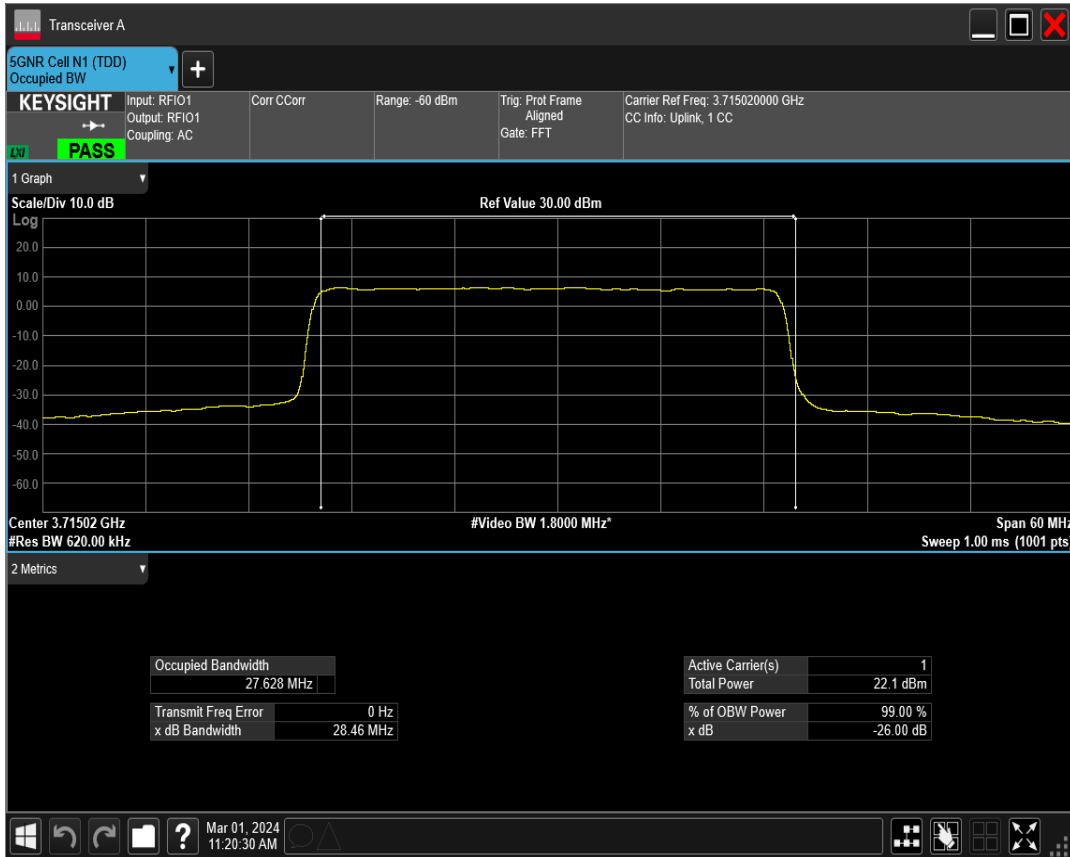 Transceiver A
5GNR Cell N1 (TDD)
Occupied BW
+
KEYSIGHT
LXI
PASS
Input: RFIO1
Output: RFIO1
Coupling: AC
Corr CCorr
Range: -60 dBm
Trig: Prot Frame
Aligned
Gate: FFT
Carrier Ref Freq: 3.715020000 GHz
CC Info: Uplink, 1 CC
1 Graph
Scale/Div 10.0 dB
Ref Value 30.00 dBm
Log
20.0
10.0
0.00
-10.0
-20.0
-30.0
-40.0
-50.0
-60.0
Center 3.71502 GHz
#Video BW 1.8000 MHz*
Span 60 MHz
#Res BW 620.00 kHz
Sweep 1.00 ms (1001 pts)
2 Metrics
Occupied Bandwidth
27.628 MHz
Transmit Freq Error 0 Hz
x dB Bandwidth 28.46 MHz
Active Carrier(s) 1
Total Power 22.1 dBm
% of OBW Power 99.00 %
x dB -26.00 dB
?
Mar 01, 2024
11:20:30 AM